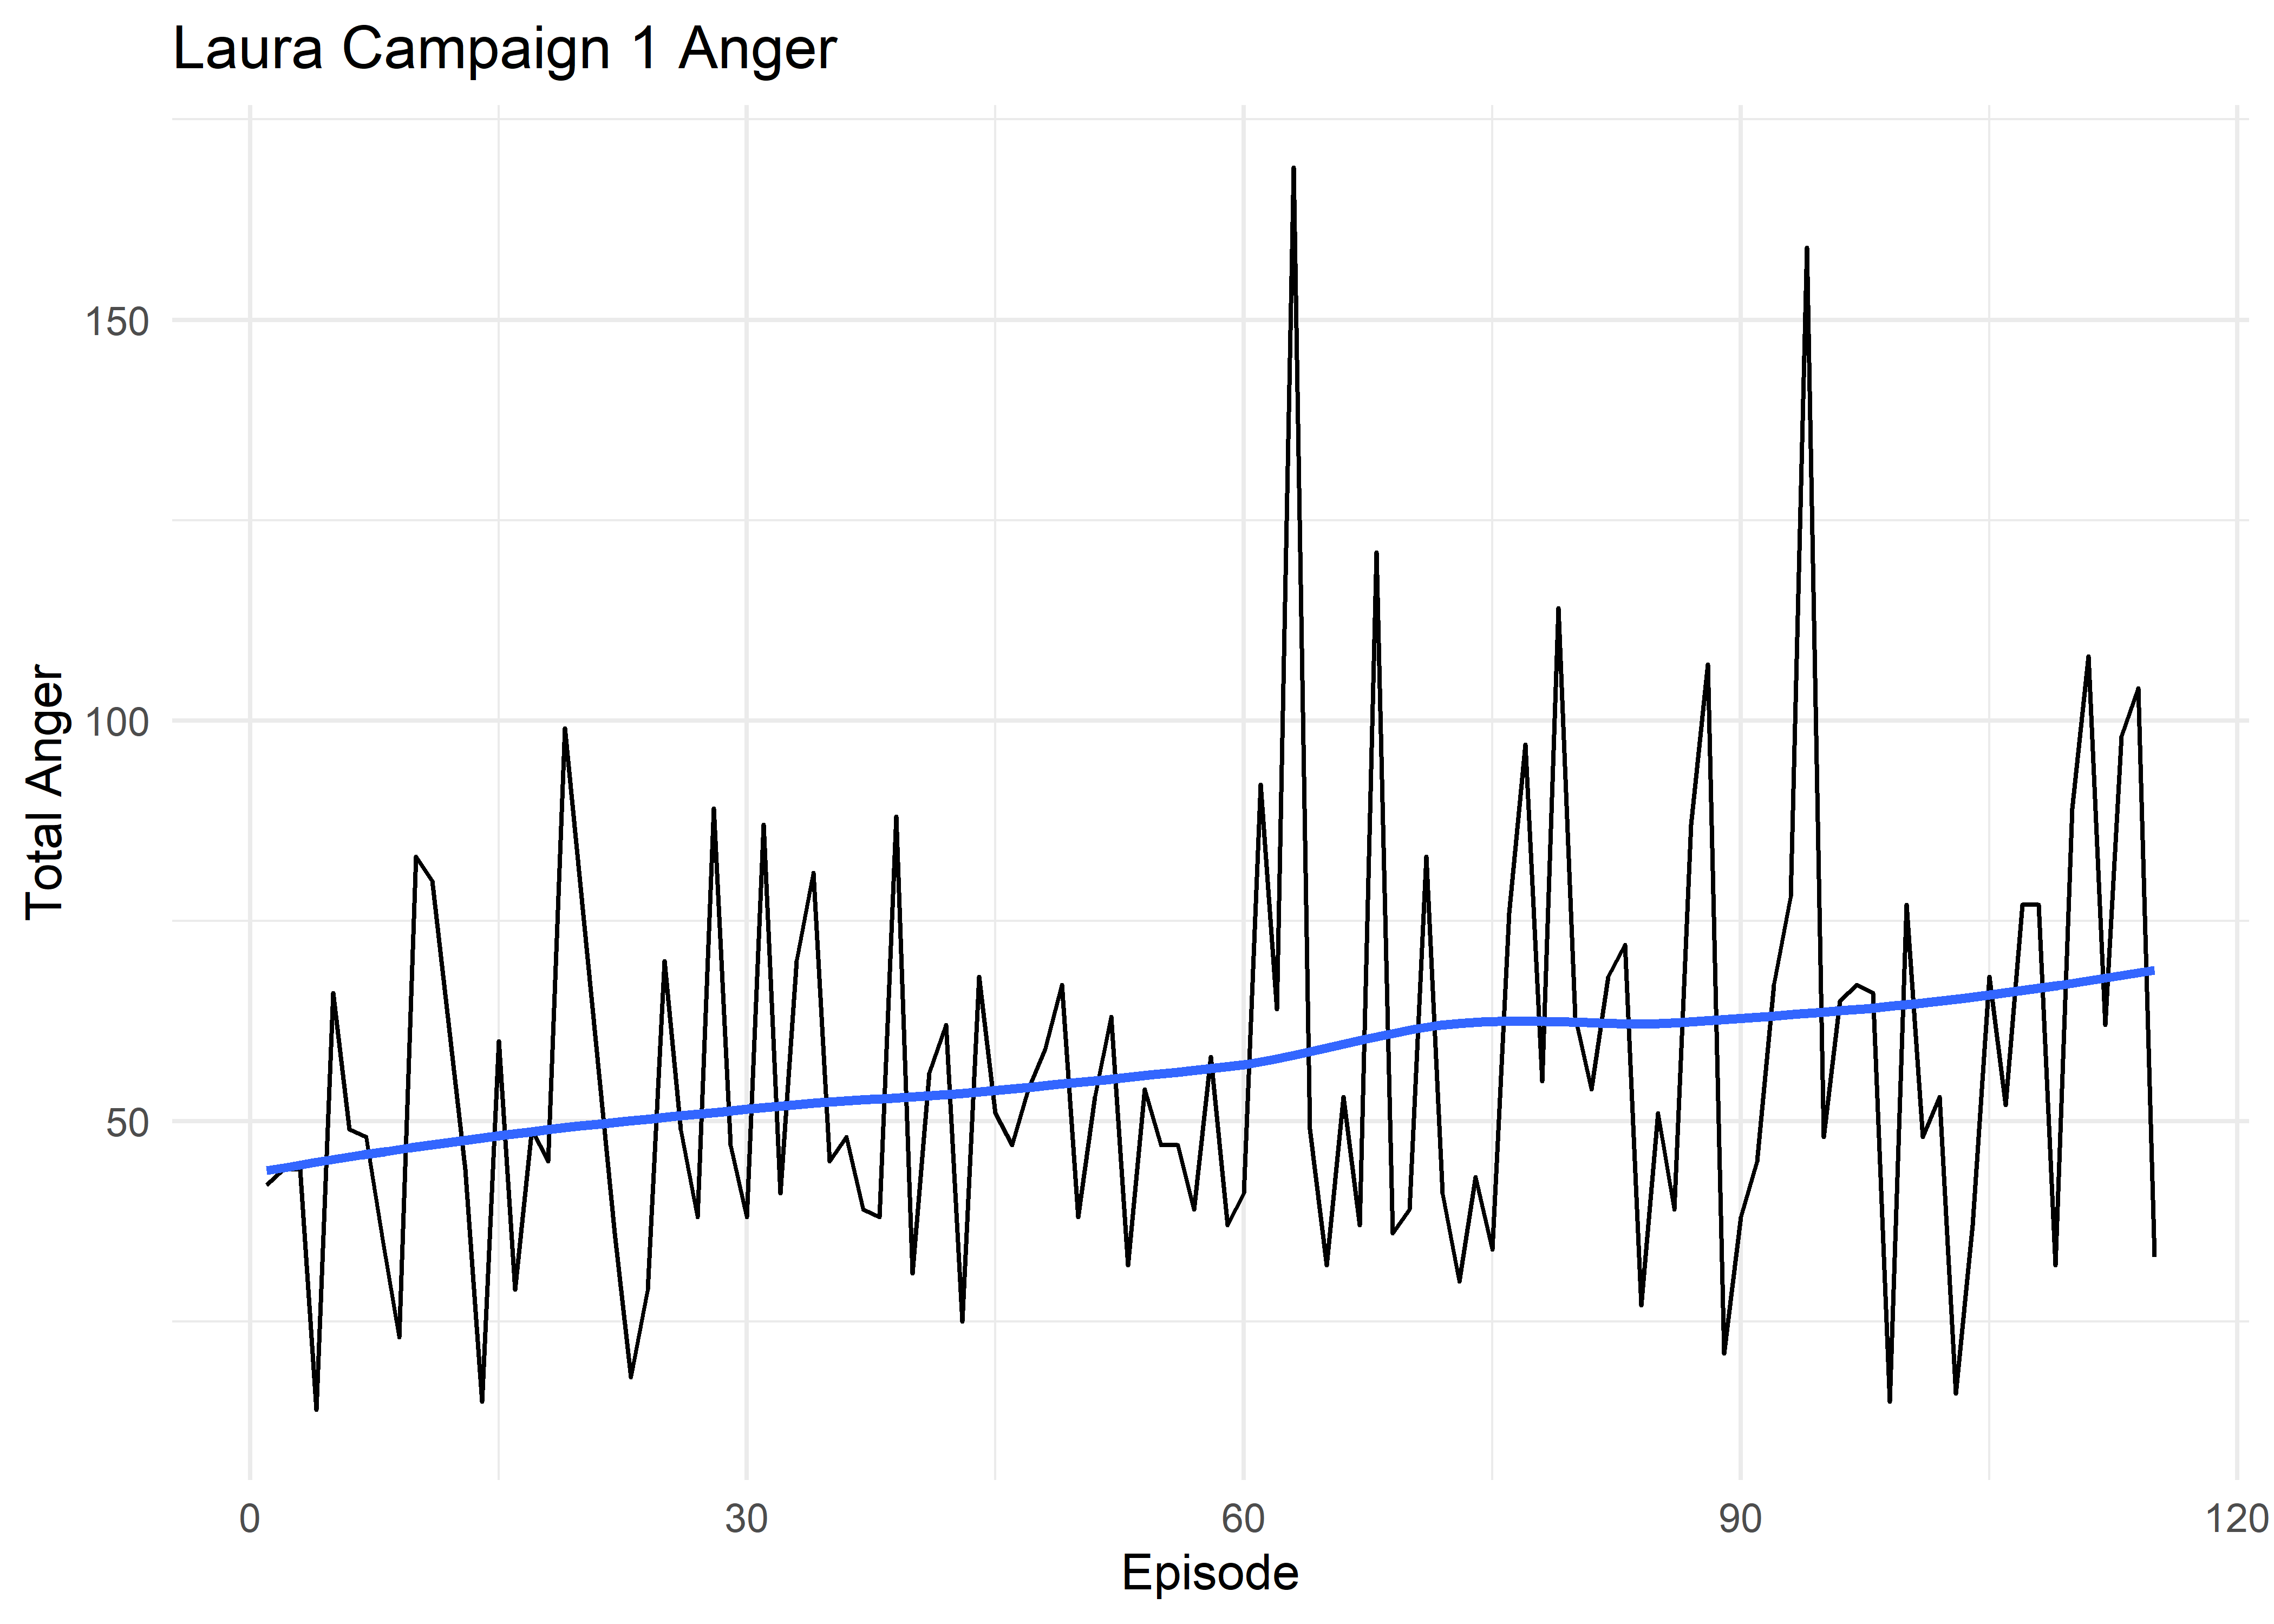 Laura Campaign 1 Anger
Total Anger
150
100
50
0 30 60 90 120
Episode